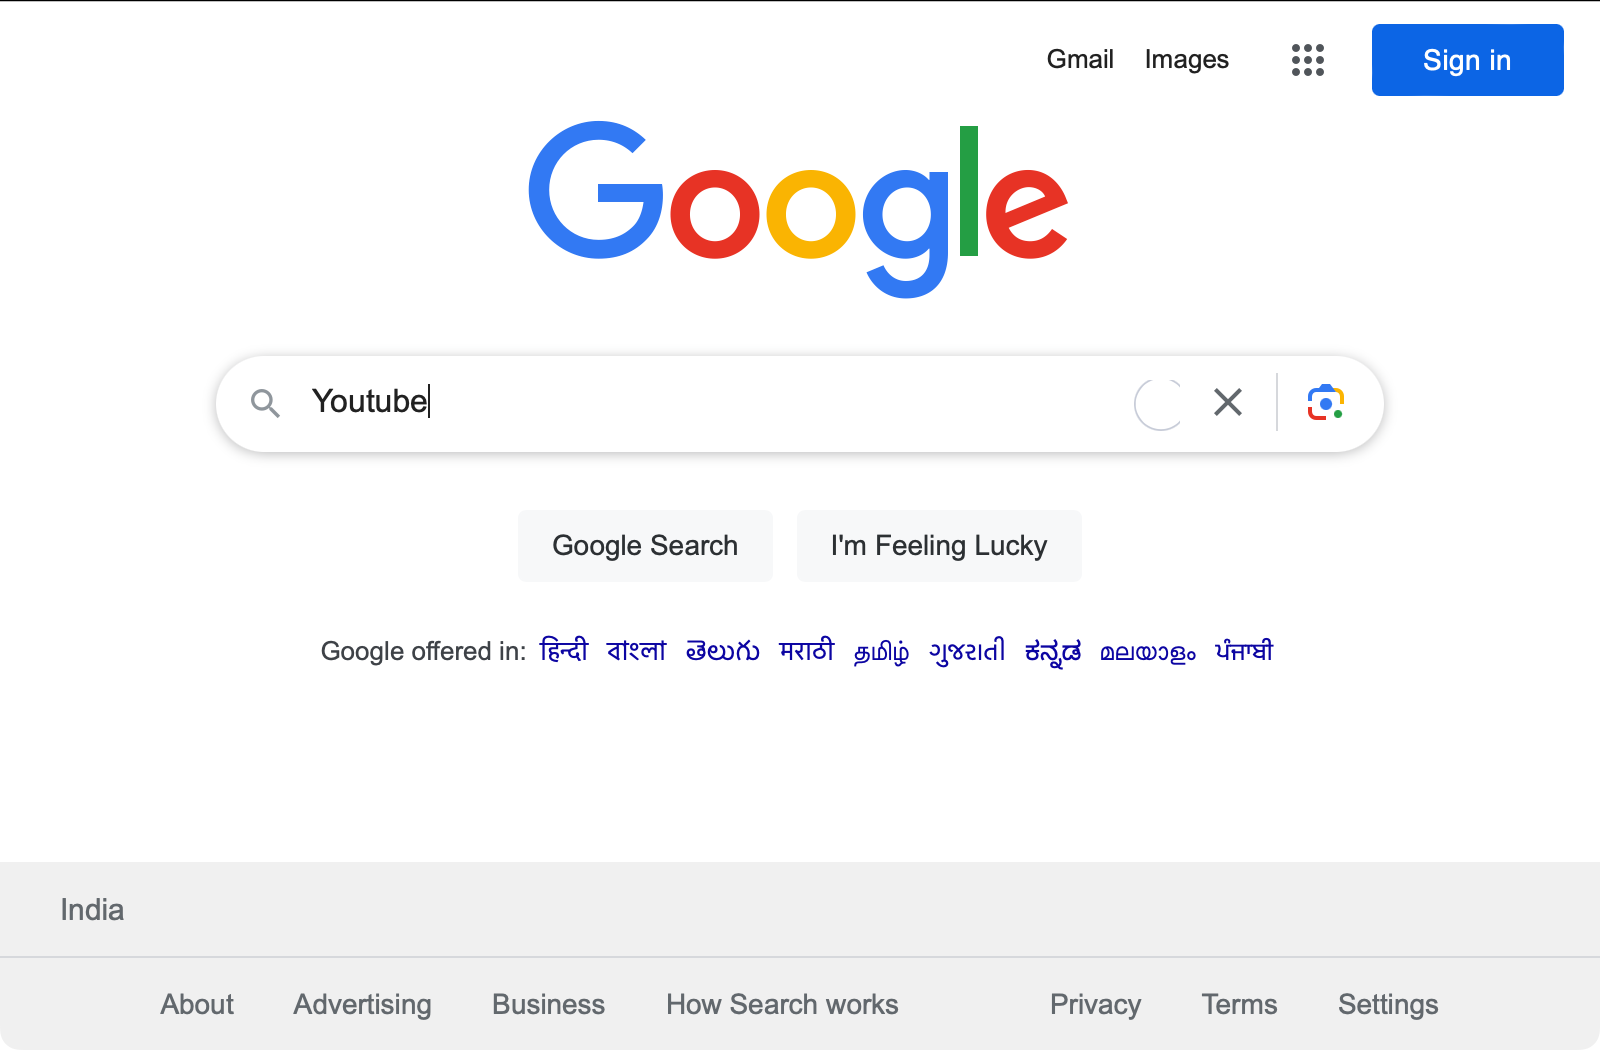 Gmail Images Sign in
Google
Youtube
Google Search I'm Feeling Lucky
Google offered in: हिन्दी বাংলা తెలుగు मराठी தமிழ் ગુજરાતી ಕನ್ನಡ മലയാളം ਪੰਜਾਬੀ
India
About Advertising Business How Search works Privacy Terms Settings